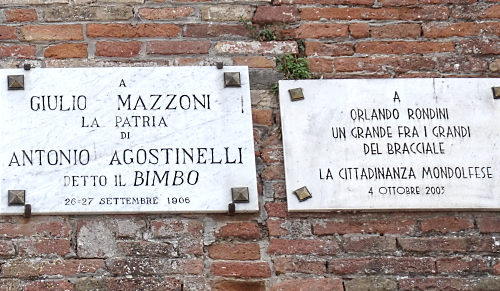 A
GIULIO MAZZONI
LA PATRIA
DI
ANTONIO AGOSTINELLI
DETTO IL BIMBO
26-27 SETTEMBRE 1906
A
ORLANDO RONDINI
UN GRANDE FRA I GRANDI
DEL BRACCIALE
LA CITTADINANZA MONDOLFESE
4 OTTOBRE 2003